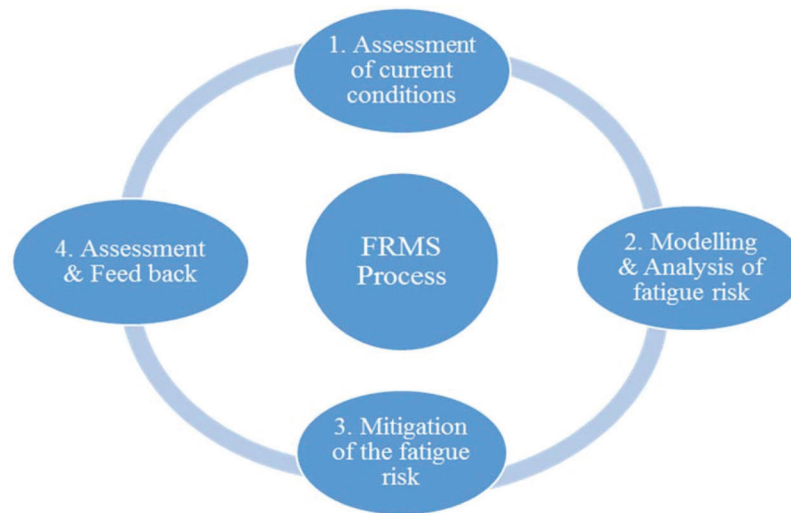 1. Assessment
of current
conditions
2. Modelling
& Analysis of
fatigue risk
3. Mitigation
of the fatigue
risk
4. Assessment
& Feed back
FRMS
Process